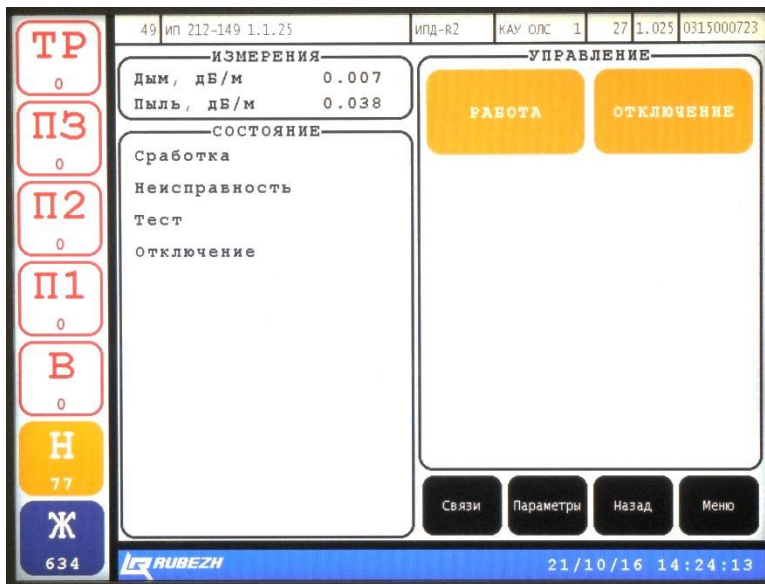 49 ИП 212-149 1.1.25 ИПД-R2 КАУ ОЛС 1 27 1.025 0315000723
ТР
0
П3
0
П2
0
П1
0
В
0
Н
77
Ж
634
ИЗМЕРЕНИЯ
Дым, дБ/м 0.007
Пыль, дБ/м 0.038
СОСТОЯНИЕ
Сработка
Неисправность
Тест
Отключение
УПРАВЛЕНИЕ
РАБОТА ОТКЛЮЧЕНИЕ
Связи Параметры Назад Меню
RUBEZH 21/10/16 14:24:13